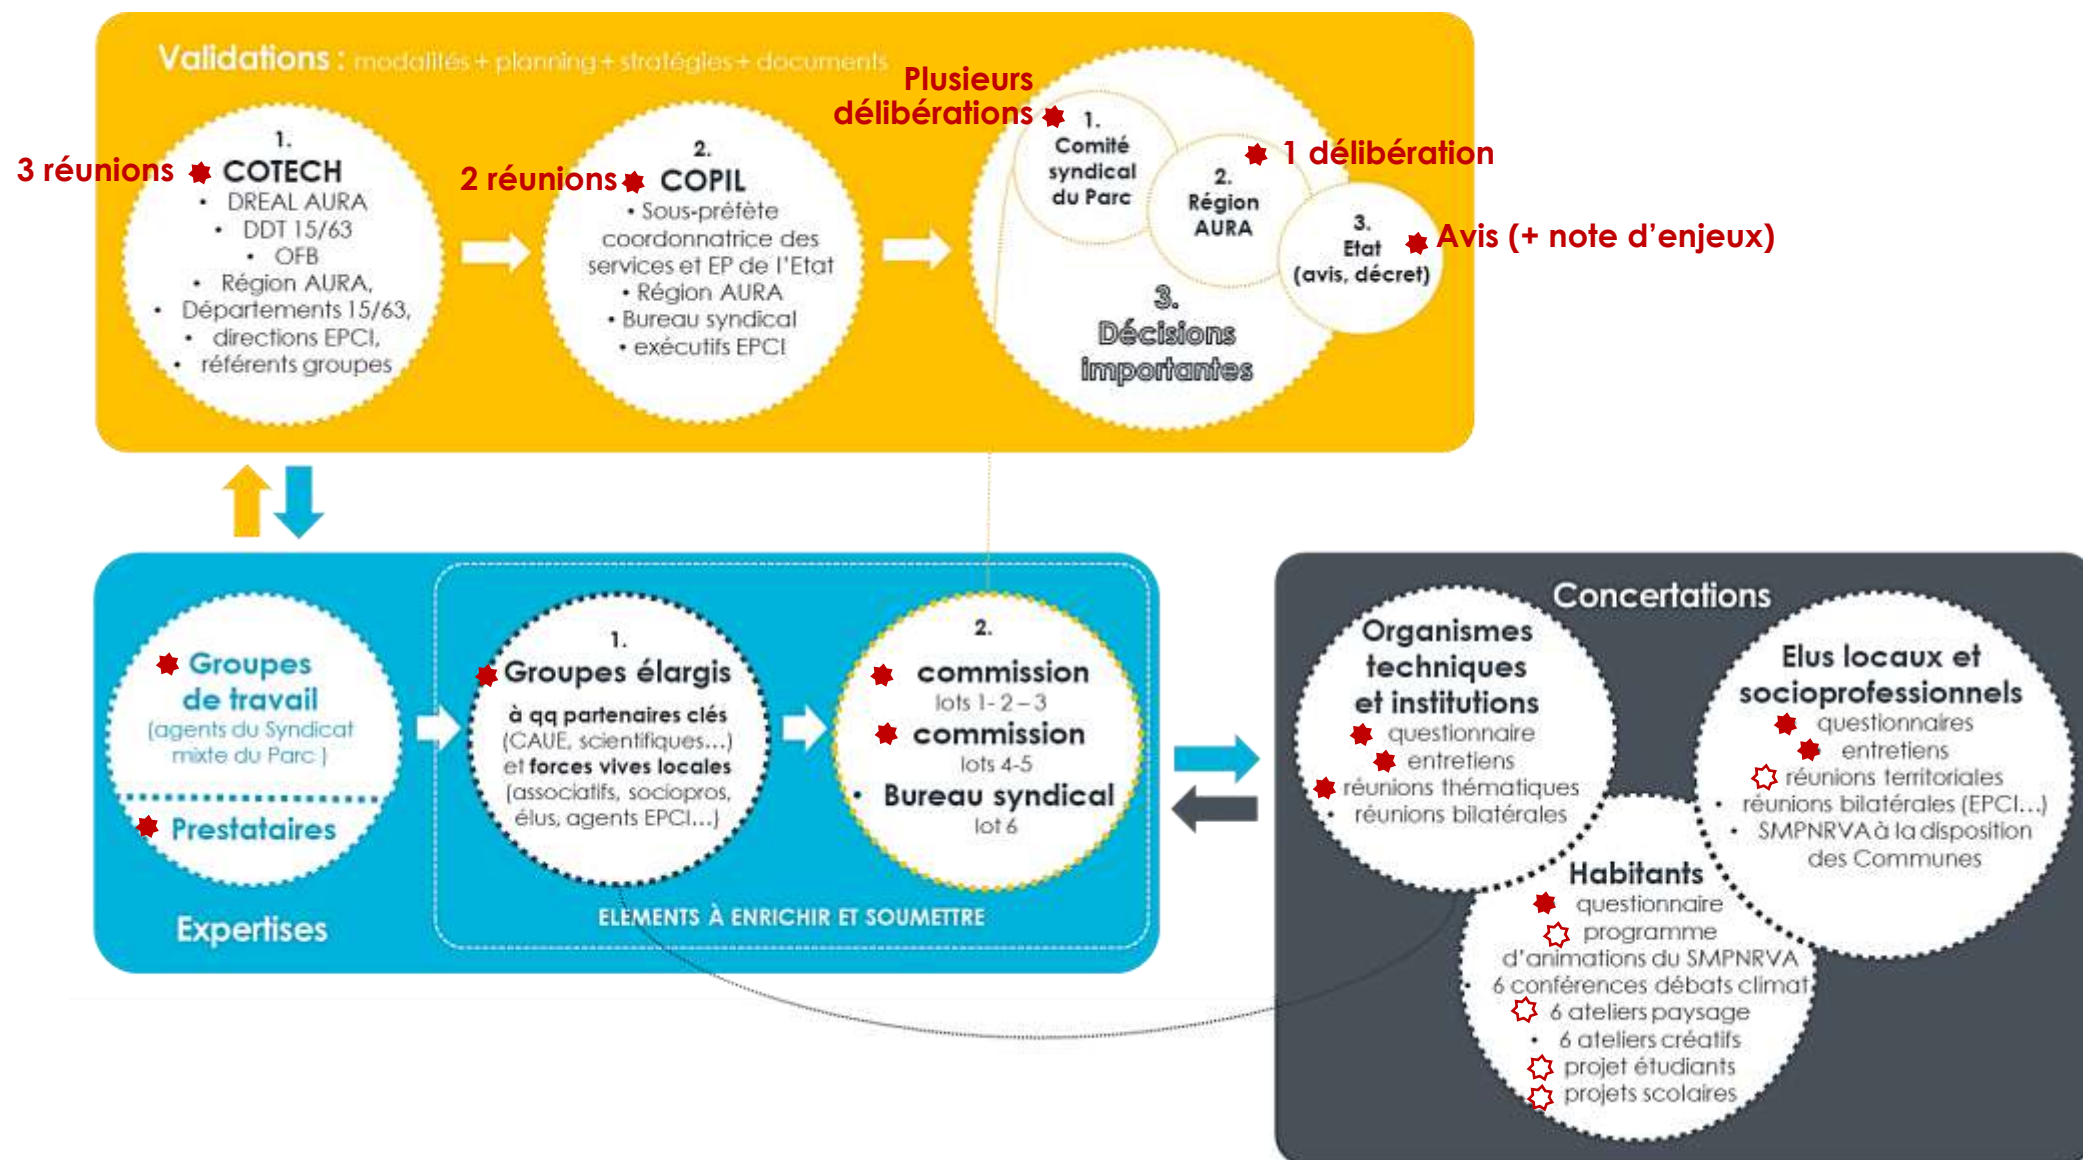 Validations : modalités + planning + stratégies + documents
3 réunions
1.
COTECH
• DREAL AURA
• DDT 15/63
• OFB
• Région AURA,
• Départements 15/63,
• directions EPCI,
• référents groupes
2 réunions
2.
COPIL
• Sous-préfète
coordonnatrice des
services et EP de l'Etat
• Région AURA
• Bureau syndical
• exécutifs EPCI
Plusieurs
délibérations
1.
Comité
syndical
du Parc
1 délibération
2.
Région
AURA
Avis (+ note d'enjeux)
3.
Etat
(avis, décret)
3.
Décisions
importantes
Groupes
de travail
(agents du Syndicat
mixte du Parc )
Prestataires
Expertises
1.
Groupes élargis
à qq partenaires clés
(CAUE, scientifiques...)
et forces vives locales
(associatifs, sociopros,
élus, agents EPCI...)
2.
commission
lots 1- 2 – 3
commission
lots 4-5
• Bureau syndical
lot 6
ELEMENTS À ENRICHIR ET SOUMETTRE
Concertations
Organismes
techniques
et institutions
questionnaire
entretiens
réunions thématiques
• réunions bilatérales
Elus locaux et
socioprofessionnels
questionnaires
entretiens
réunions territoriales
• réunions bilatérales (EPCI...)
• SMPNRVA à la disposition
des Communes
Habitants
questionnaire
programme
d'animations du SMPNRVA
• 6 conférences débats climat
6 ateliers paysage
• 6 ateliers créatifs
projet étudiants
projets scolaires